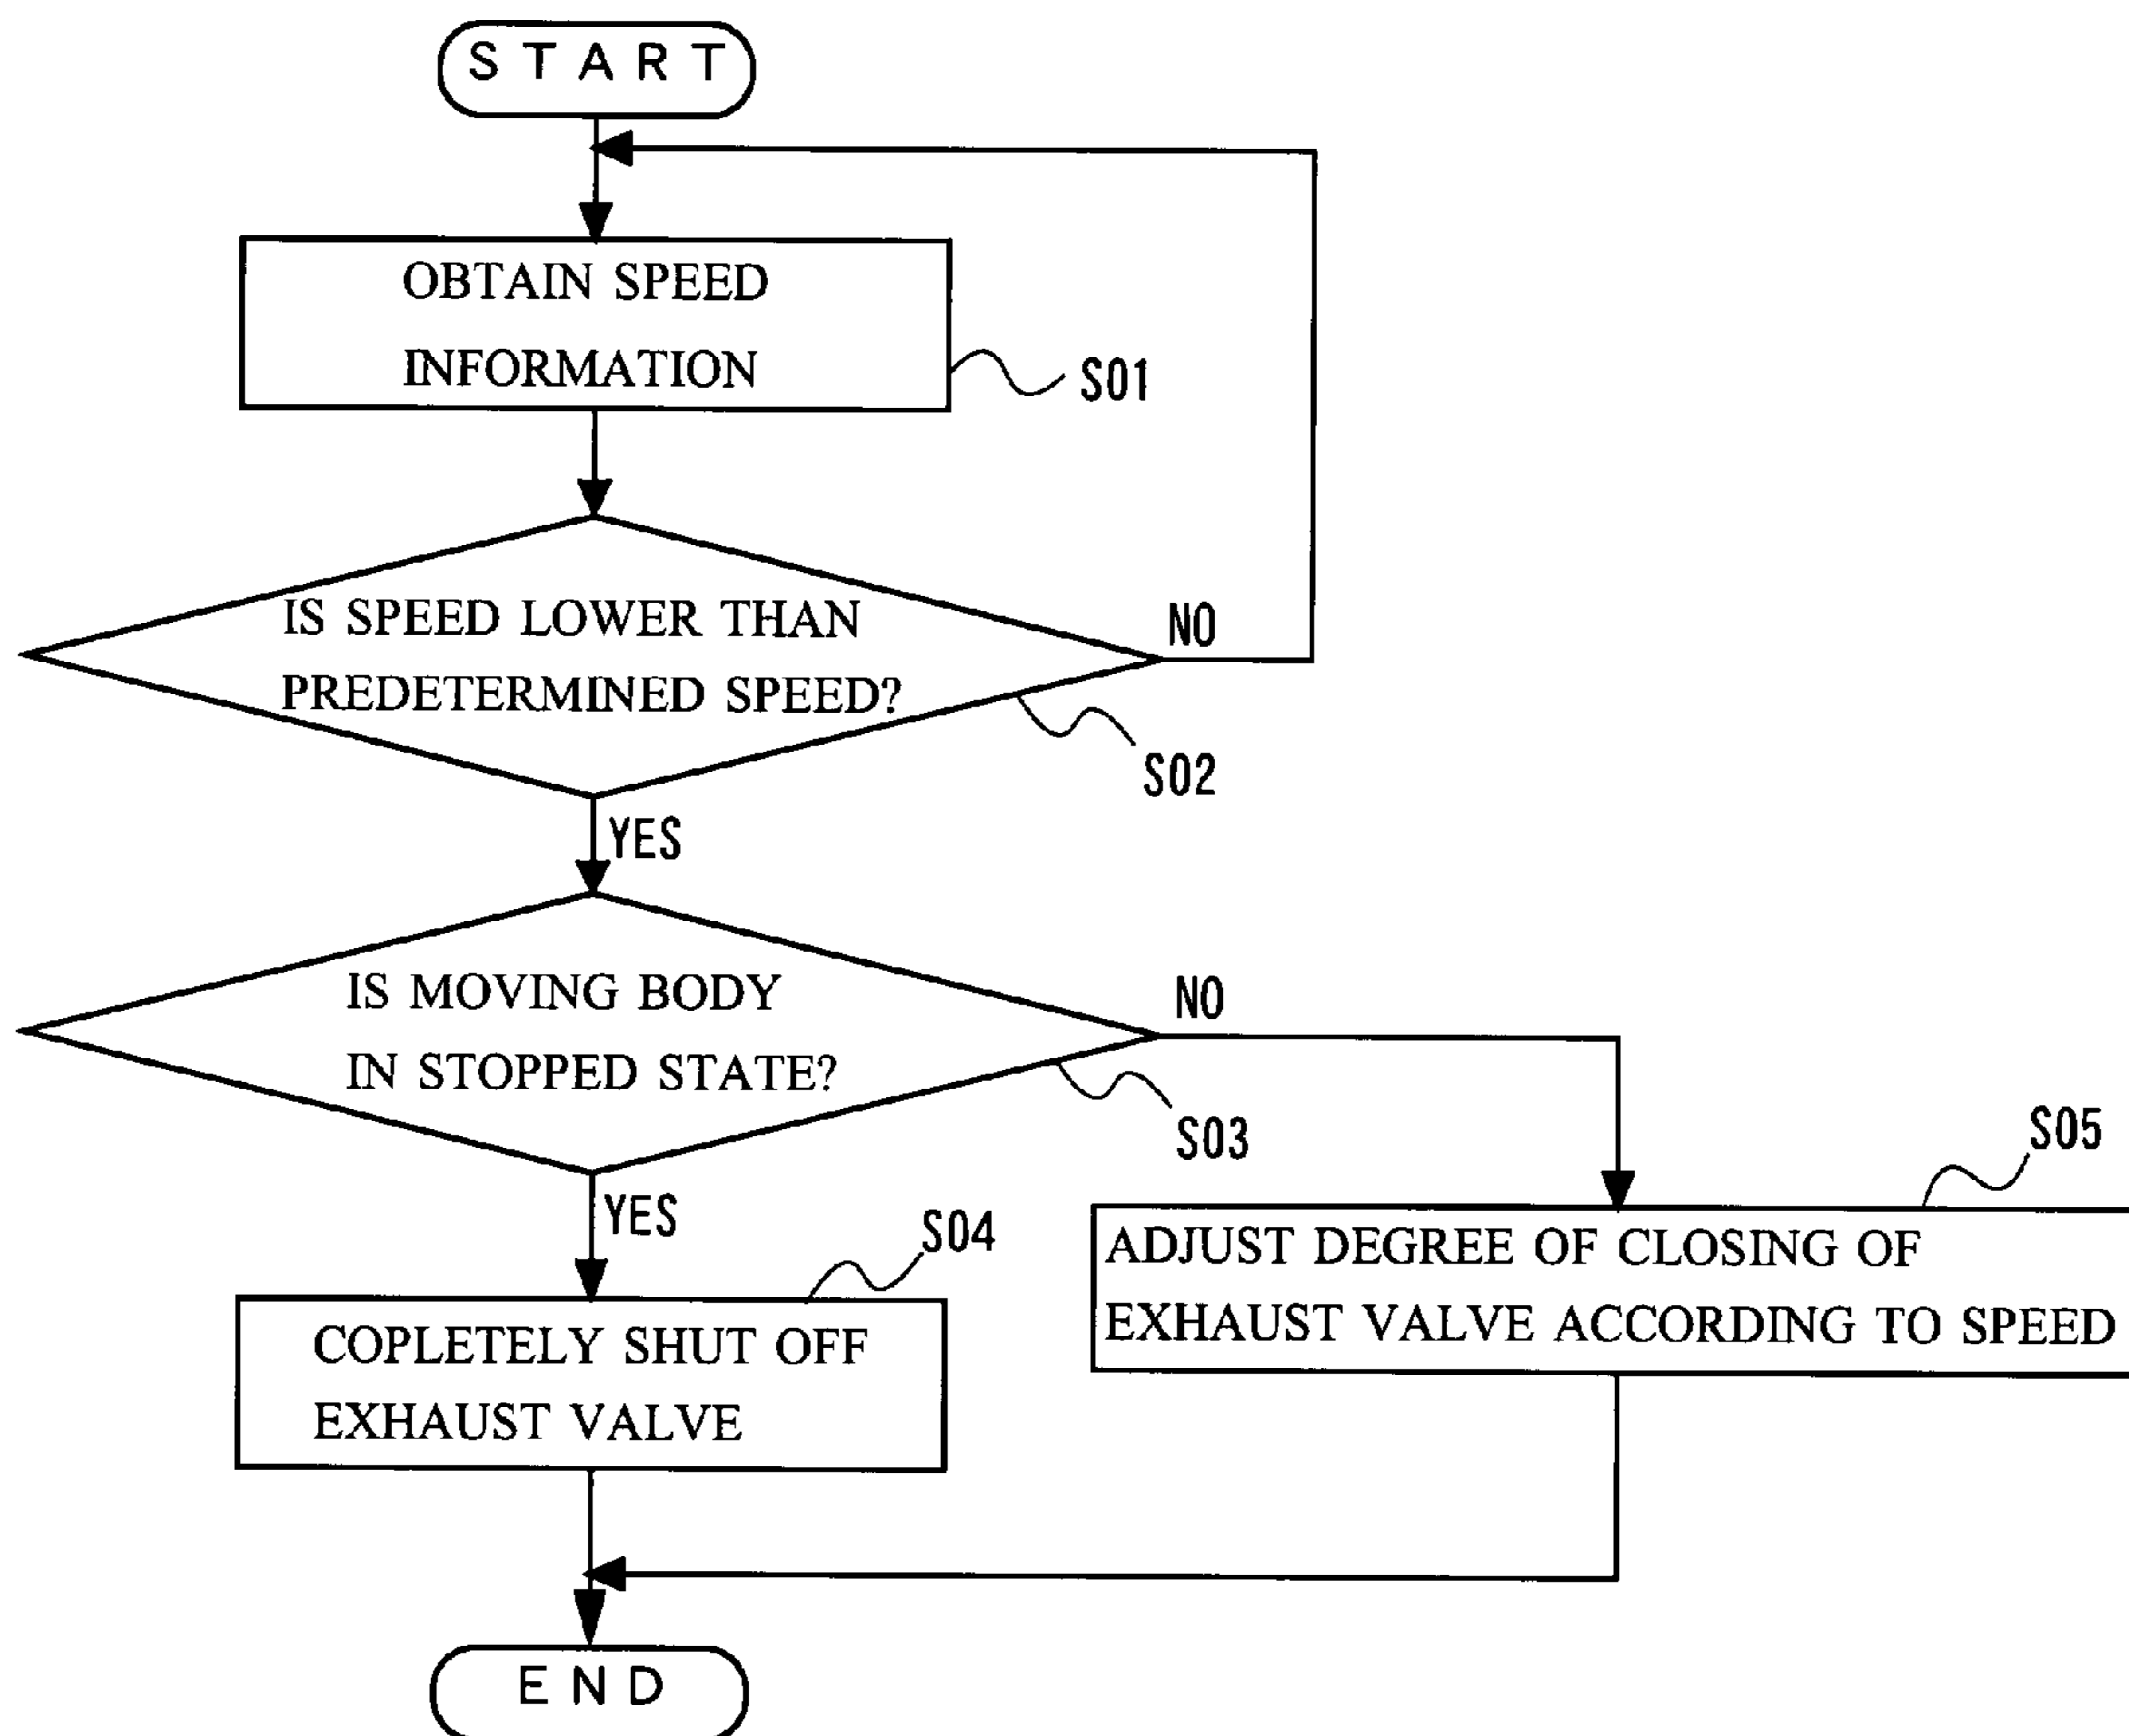 START
OBTAIN SPEED
INFORMATION
S01
IS SPEED LOWER THAN
PREDETERMINED SPEED?
NO
S02
YES
IS MOVING BODY
IN STOPPED STATE?
NO
S03
YES
S04
COPLETELY SHUT OFF
EXHAUST VALVE
S05
ADJUST DEGREE OF CLOSING OF
EXHAUST VALVE ACCORDING TO SPEED
END